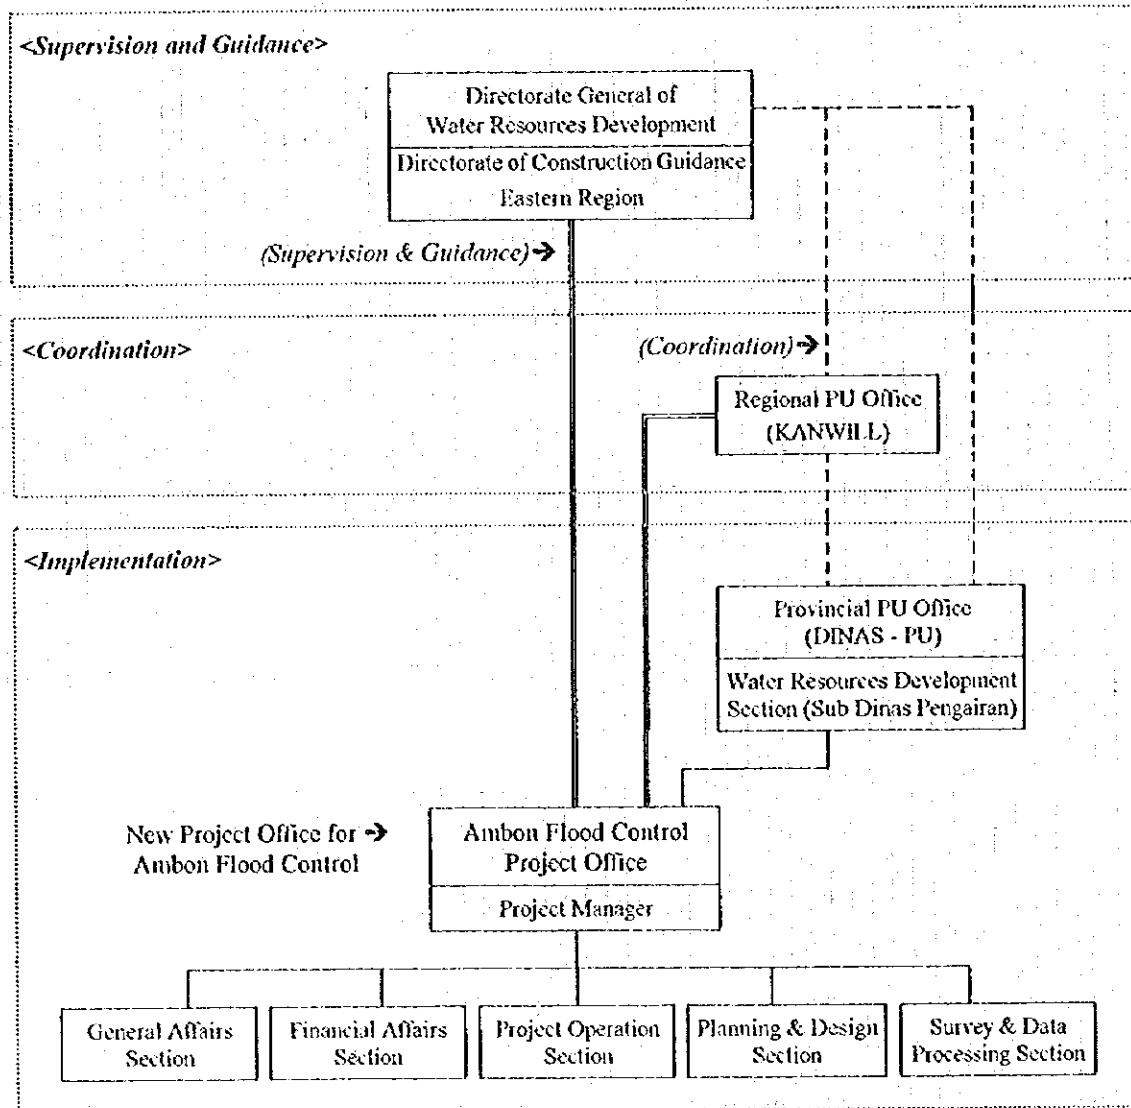 <Supervision and Guidance>
Directorate General of
Water Resources Development
Directorate of Construction Guidance
Eastern Region
(Supervision & Guidance)➔
<Coordination>
(Coordination)➔
Regional PU Office
(KANWILL)
<Implementation>
Provincial PU Office
(DINAS - PU)
Water Resources Development
Section (Sub Dinas Pengairan)
New Project Office for ➔
Ambon Flood Control
Ambon Flood Control
Project Office
Project Manager
General Affairs
Section
Financial Affairs
Section
Project Operation
Section
Planning & Design
Section
Survey & Data
Processing Section